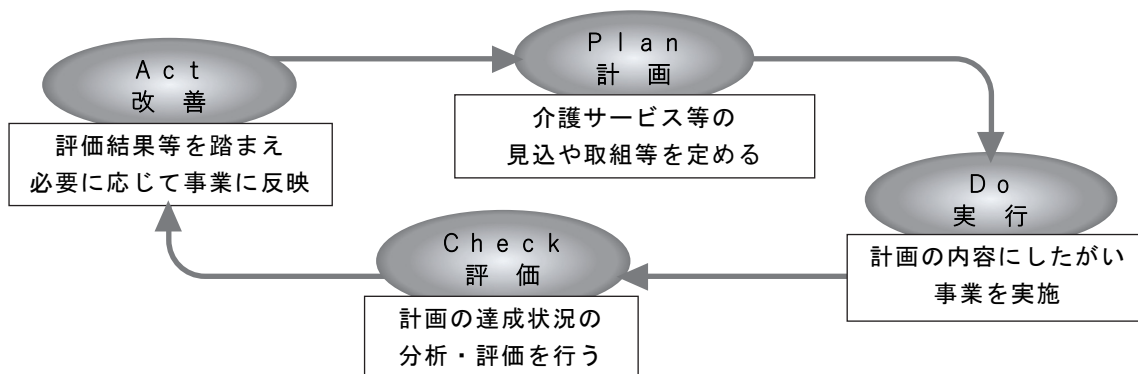 Plan
計画
介護サービス等の
見込や取組等を定める
Do
実行
計画の内容にしたがい
事業を実施
Check
評価
計画の達成状況の
分析・評価を行う
Act
改善
評価結果等を踏まえ
必要に応じて事業に反映